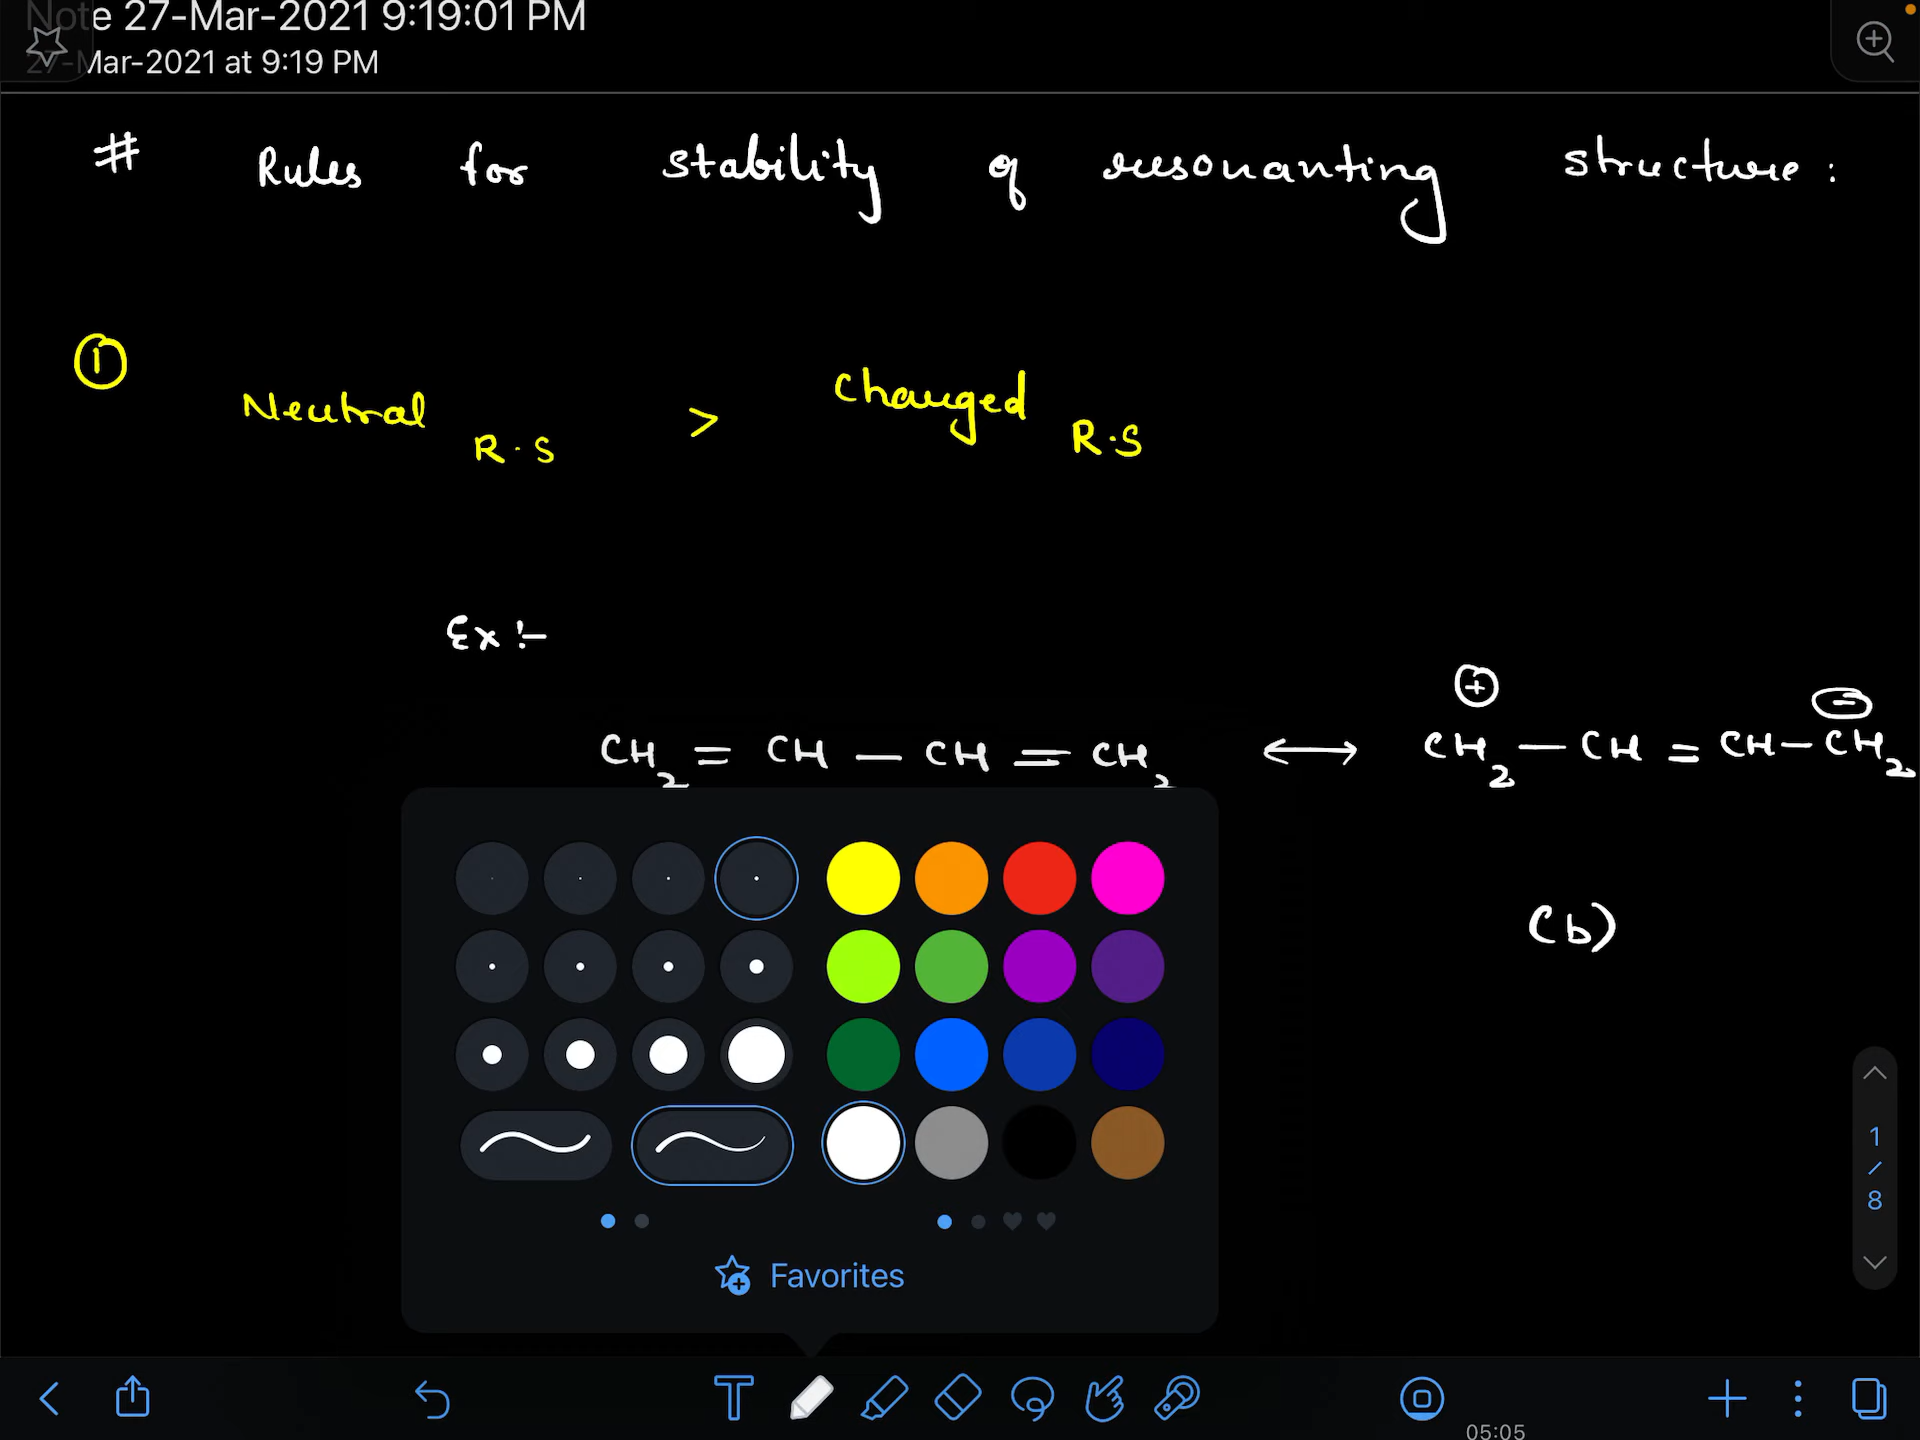 Note 27-Mar-2021 9:19:01 PM
27-Mar-2021 at 9:19 PM
# Rules for stability of resonanting structure :
① Neutral R.S > Changed R.S
Ex :-
CH₂ = CH — CH = CH₂ ⟷ CH₂ — CH = CH – CH₂
⊕ ⊖
(b)
Favorites
1
/
8
T
05:05